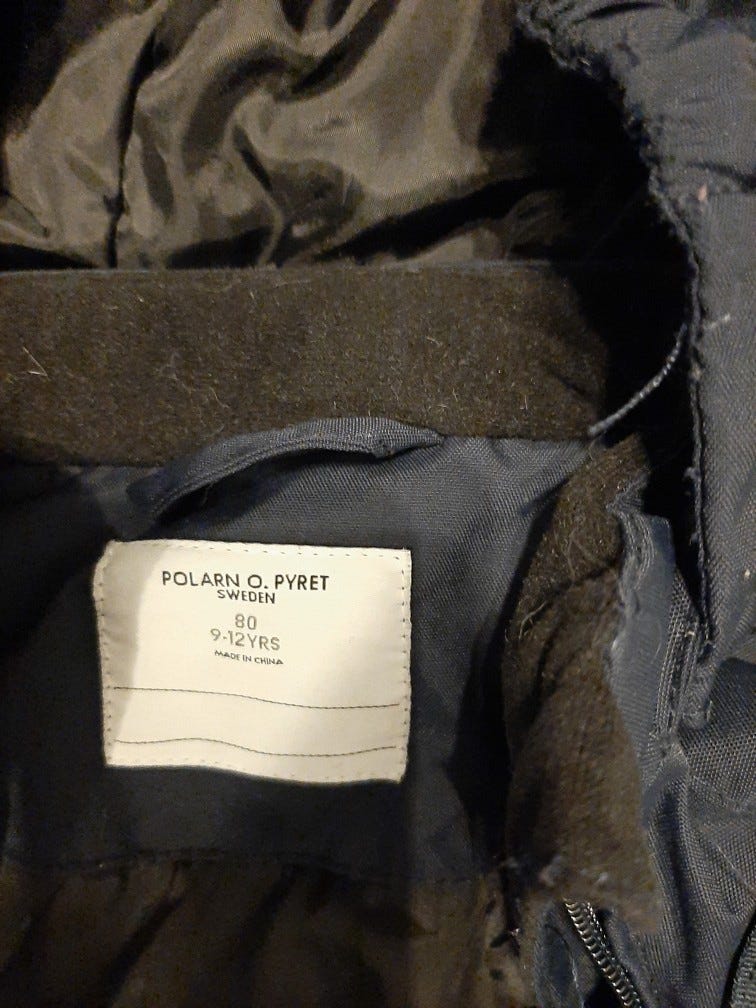 POLARN O. PYRET
SWEDEN
80
9-12YRS
MADE IN CHINA